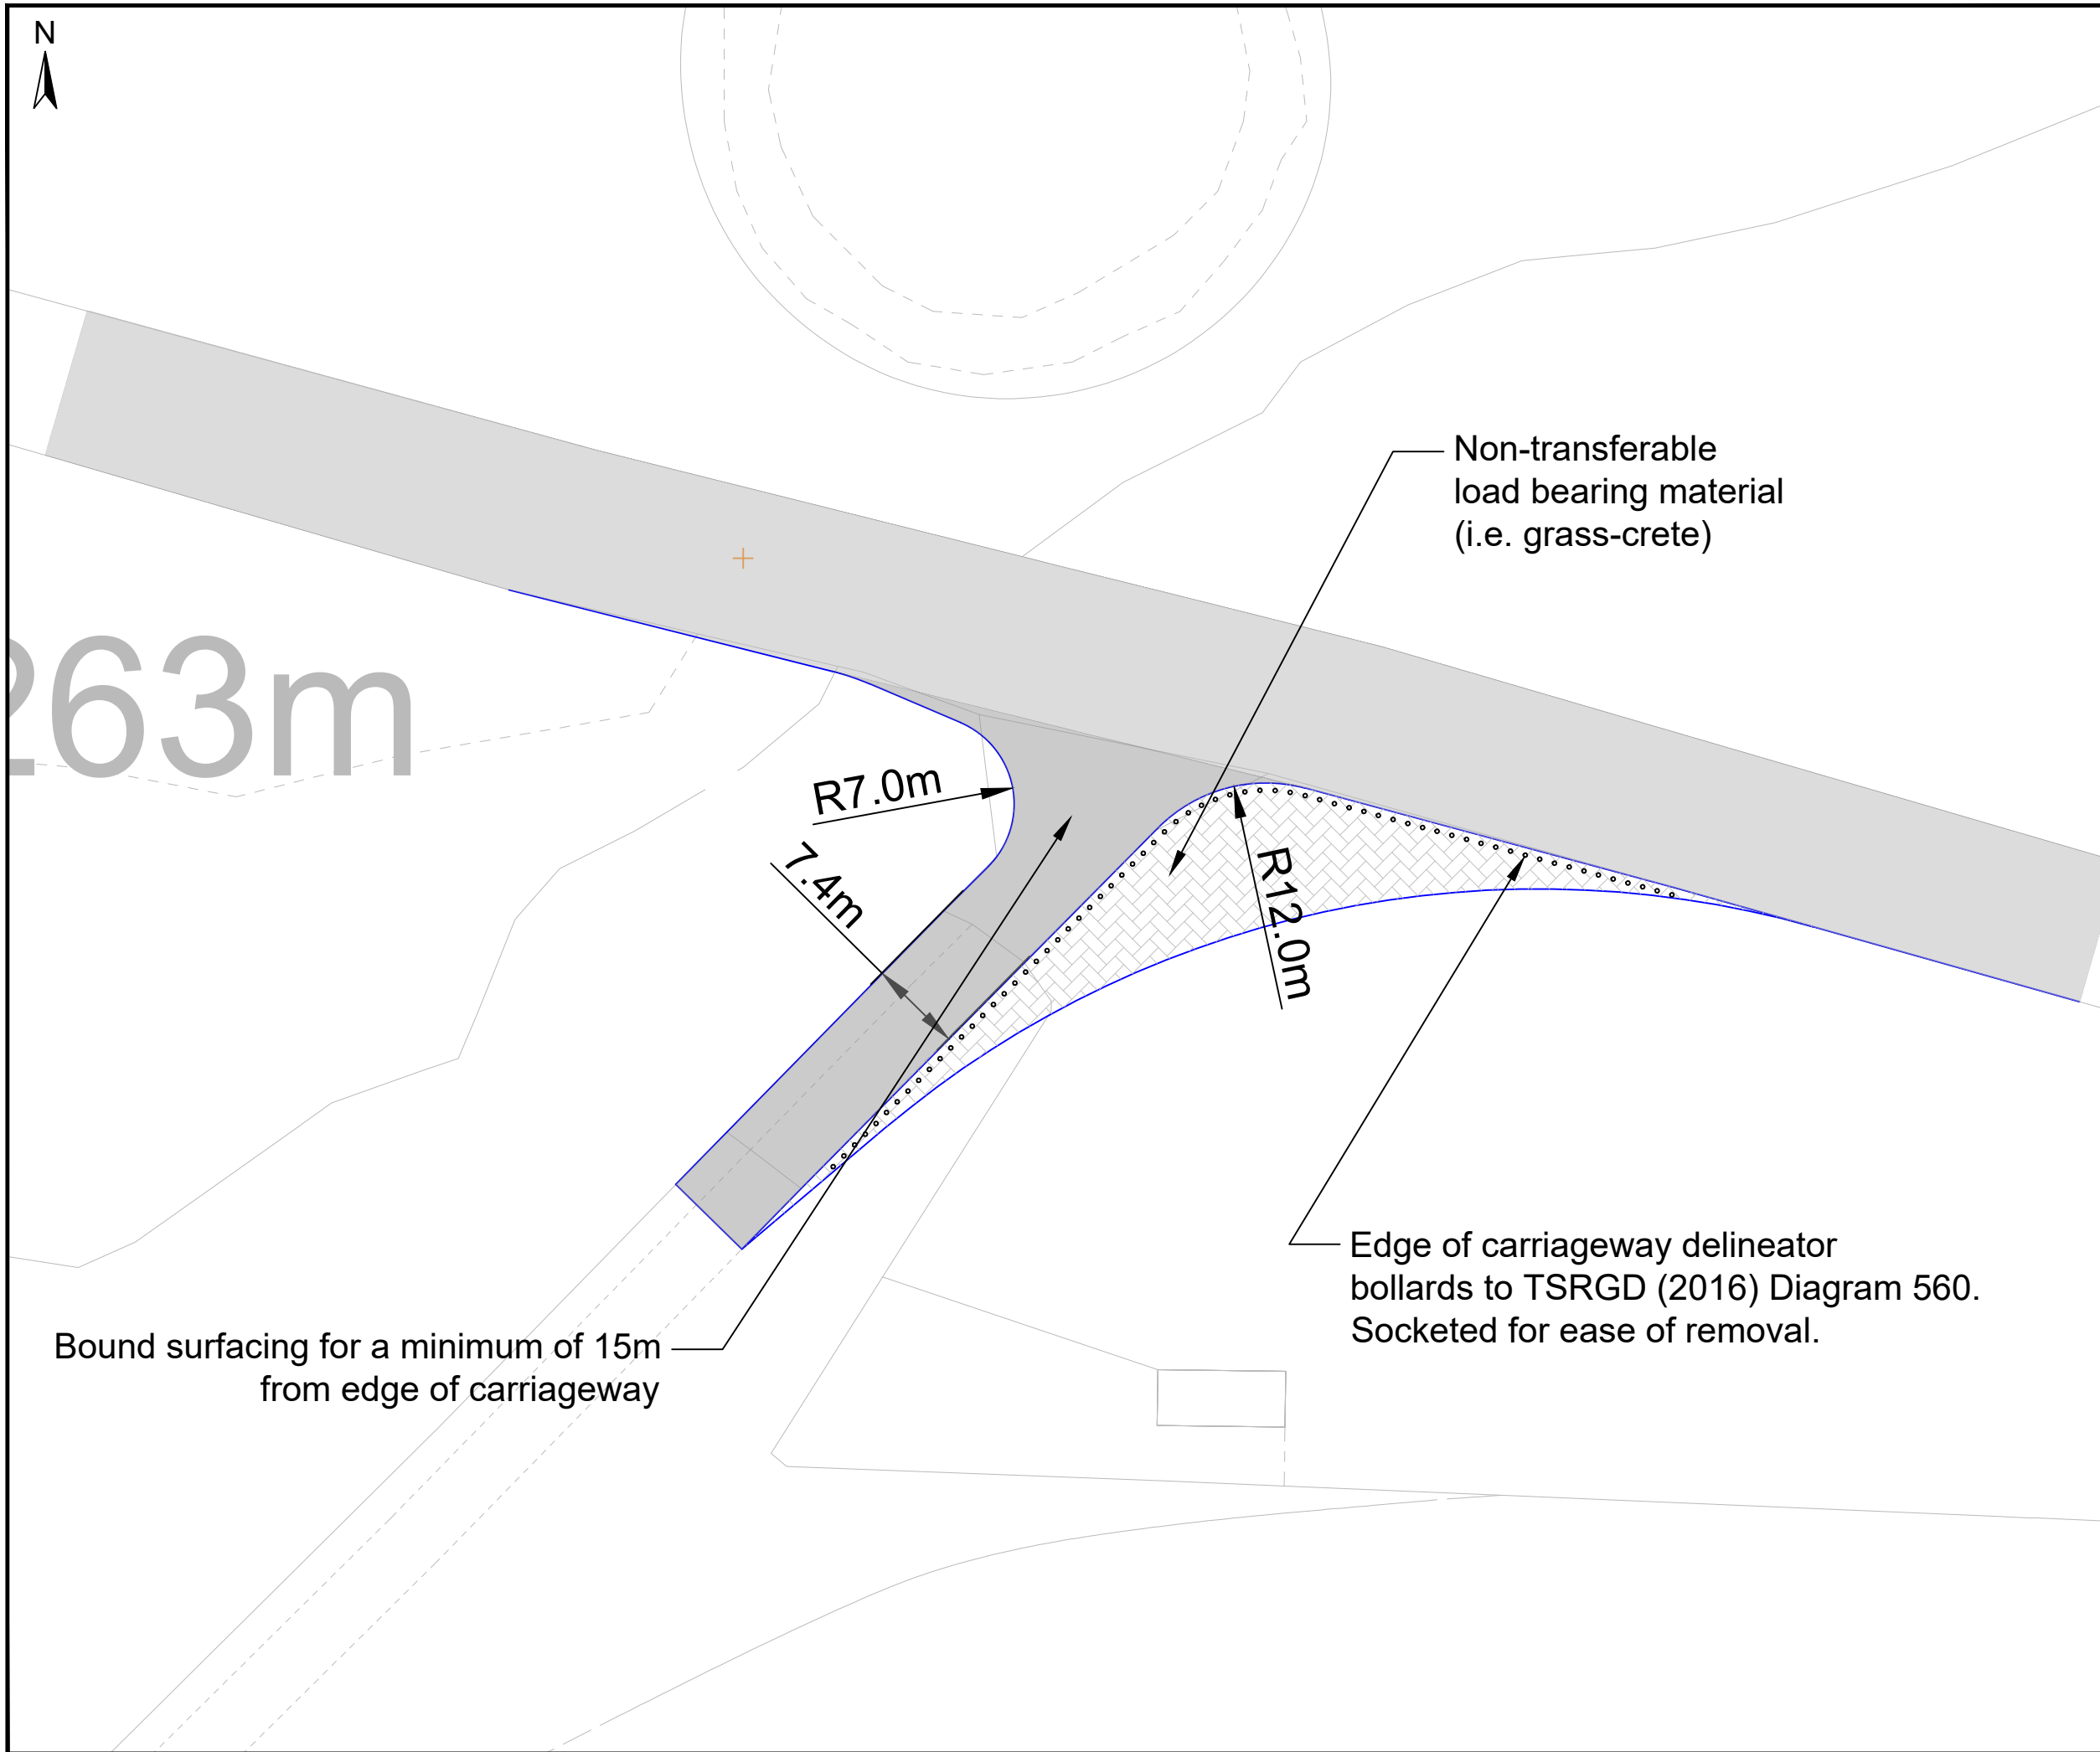 N
Non-transferable
load bearing material
(i.e. grass-crete)
263m
R7.0m
7.4m
R12.0m
Edge of carriageway delineator
bollards to TSRGD (2016) Diagram 560.
Socketed for ease of removal.
Bound surfacing for a minimum of 15m
from edge of carriageway